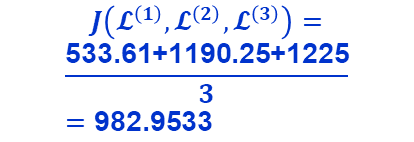 J(ℒ⁽¹⁾, ℒ⁽²⁾, ℒ⁽³⁾) =
533.61+1190.25+1225
3
= 982.9533